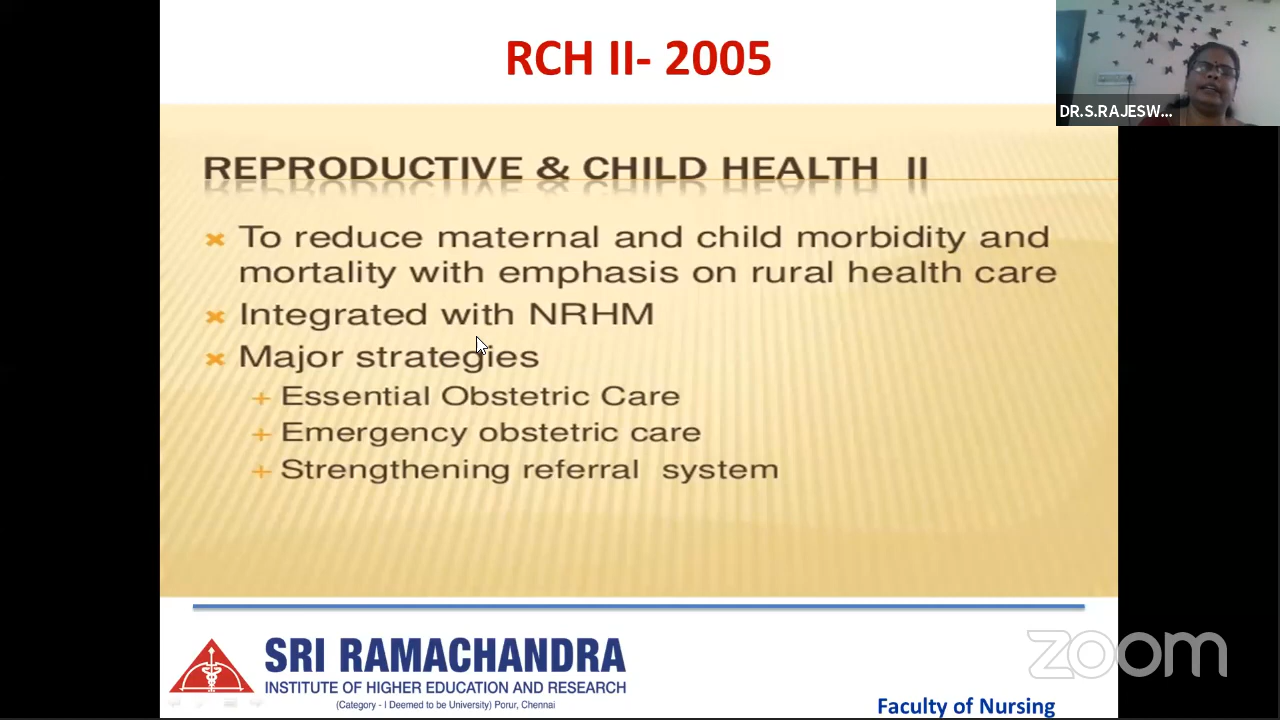 RCH II- 2005
DR.S.RAJESW...
REPRODUCTIVE & CHILD HEALTH II
To reduce maternal and child morbidity and
mortality with emphasis on rural health care
Integrated with NRHM
Major strategies
Essential Obstetric Care
Emergency obstetric care
Strengthening referral system
SRI RAMACHANDRA
INSTITUTE OF HIGHER EDUCATION AND RESEARCH
(Category - I Deemed to be University) Porur, Chennai
zoom
Faculty of Nursing